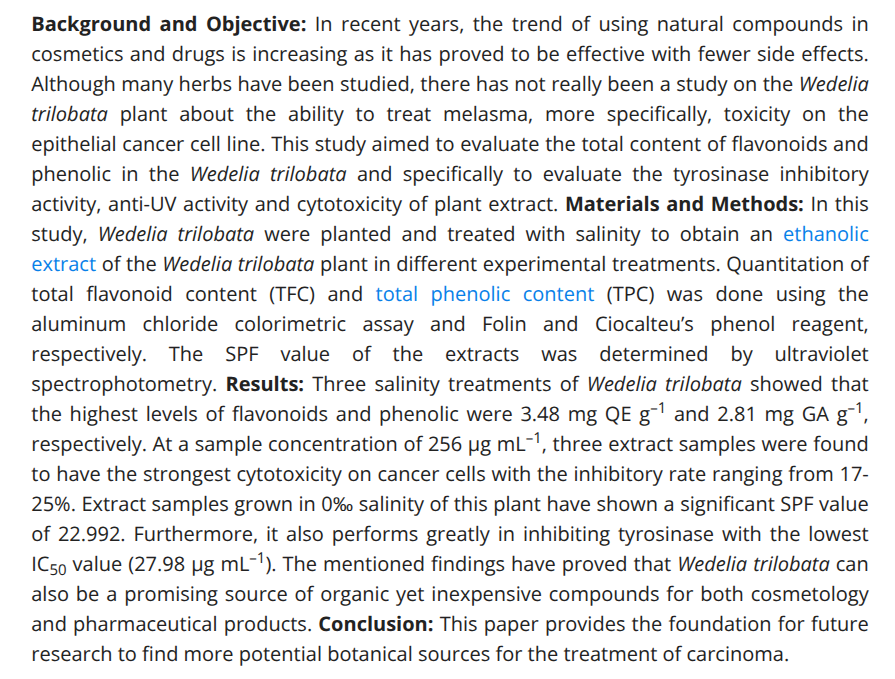 Background and Objective: In recent years, the trend of using natural compounds in
cosmetics and drugs is increasing as it has proved to be effective with fewer side effects.
Although many herbs have been studied, there has not really been a study on the Wedelia
trilobata plant about the ability to treat melasma, more specifically, toxicity on the
epithelial cancer cell line. This study aimed to evaluate the total content of flavonoids and
phenolic in the Wedelia trilobata and specifically to evaluate the tyrosinase inhibitory
activity, anti-UV activity and cytotoxicity of plant extract. Materials and Methods: In this
study, Wedelia trilobata were planted and treated with salinity to obtain an ethanolic
extract of the Wedelia trilobata plant in different experimental treatments. Quantitation of
total flavonoid content (TFC) and total phenolic content (TPC) was done using the
aluminum chloride colorimetric assay and Folin and Ciocalteu’s phenol reagent,
respectively. The SPF value of the extracts was determined by ultraviolet
spectrophotometry. Results: Three salinity treatments of Wedelia trilobata showed that
the highest levels of flavonoids and phenolic were 3.48 mg QE g⁻¹ and 2.81 mg GA g⁻¹,
respectively. At a sample concentration of 256 μg mL⁻¹, three extract samples were found
to have the strongest cytotoxicity on cancer cells with the inhibitory rate ranging from 17-
25%. Extract samples grown in 0‰ salinity of this plant have shown a significant SPF value
of 22.992. Furthermore, it also performs greatly in inhibiting tyrosinase with the lowest
IC₅₀ value (27.98 μg mL⁻¹). The mentioned findings have proved that Wedelia trilobata can
also be a promising source of organic yet inexpensive compounds for both cosmetology
and pharmaceutical products. Conclusion: This paper provides the foundation for future
research to find more potential botanical sources for the treatment of carcinoma.